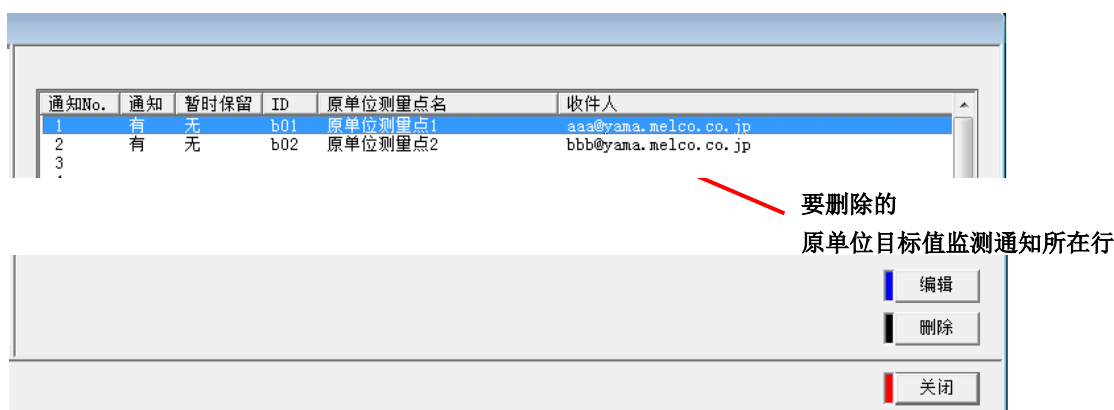 通知No. 通知 暂时保留 ID 原单位测量点名 收件人
1 有 无 b01 原单位测量点1 aaa@yama.melco.co.jp
2 有 无 b02 原单位测量点2 bbb@yama.melco.co.jp
3
要删除的
原单位目标值监测通知所在行
编辑
删除
关闭